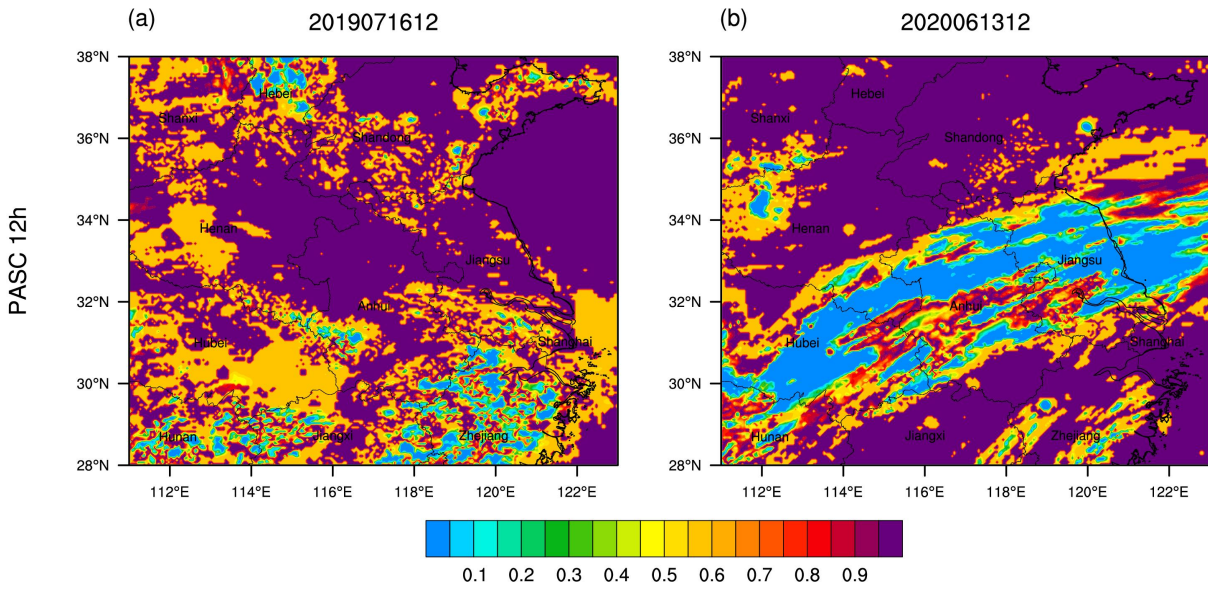 (a)
2019071612
(b)
2020061312
PASC 12h
38°N
36°N
34°N
32°N
30°N
28°N
112°E 114°E 116°E 118°E 120°E 122°E
Hebei
Shanxi
Shandong
Henan
Jiangsu
Anhui
Hubei
Shanghai
Hunan
Jiangxi
Zhejiang
38°N
36°N
34°N
32°N
30°N
28°N
112°E 114°E 116°E 118°E 120°E 122°E
Hebei
Shanxi
Shandong
Henan
Jiangsu
Anhui
Hubei
Shanghai
Hunan
Jiangxi
Zhejiang
0.1 0.2 0.3 0.4 0.5 0.6 0.7 0.8 0.9